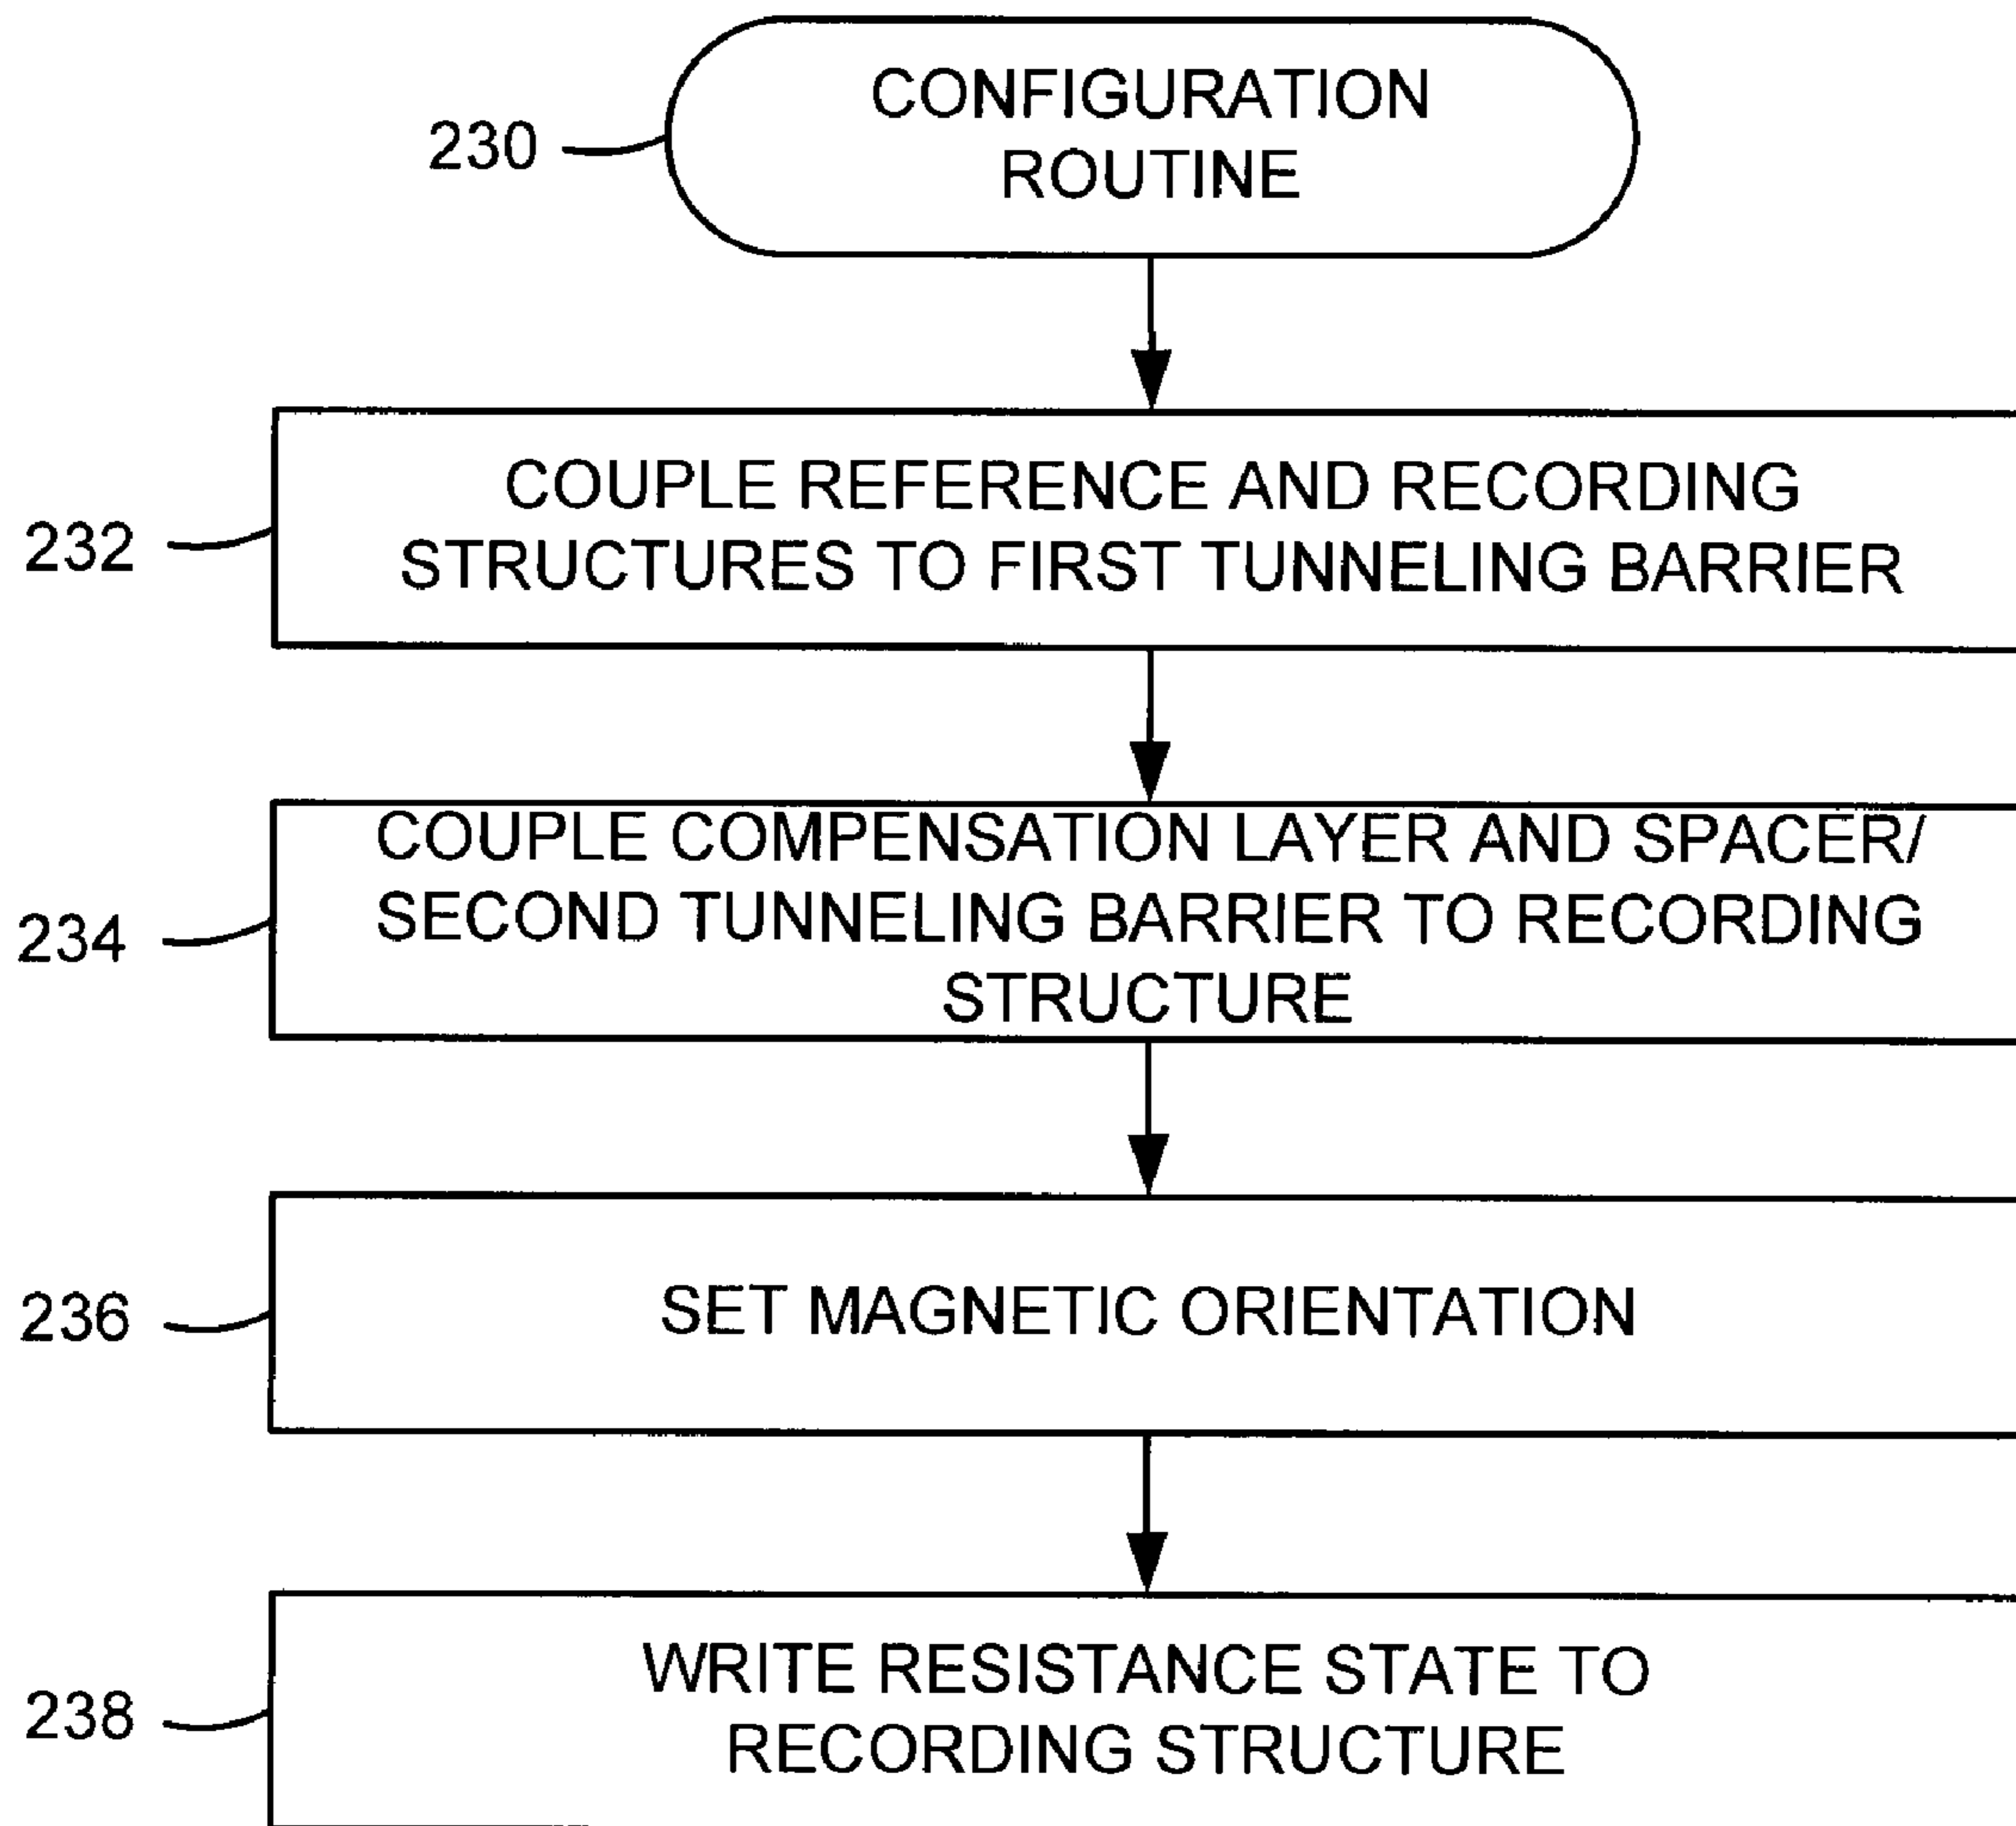 CONFIGURATION
ROUTINE
230
COUPLE REFERENCE AND RECORDING
STRUCTURES TO FIRST TUNNELING BARRIER
232
COUPLE COMPENSATION LAYER AND SPACER/
SECOND TUNNELING BARRIER TO RECORDING
STRUCTURE
234
SET MAGNETIC ORIENTATION
236
WRITE RESISTANCE STATE TO
RECORDING STRUCTURE
238